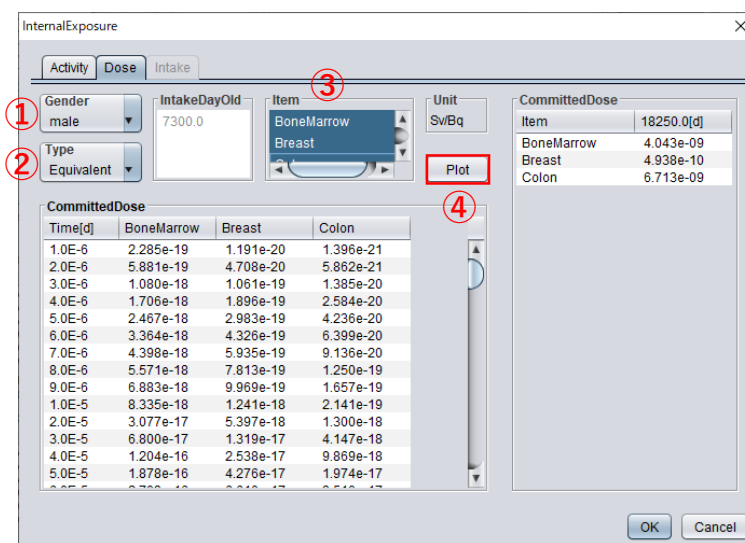 InternalExposure
Activity Dose Intake
① Gender
male
② Type
Equivalent
IntakeDayOld
7300.0
③
Item
BoneMarrow
Breast
Unit
Sv/Bq
Plot
④
CommittedDose
Item 18250.0[d]
BoneMarrow 4.043e-09
Breast 4.938e-10
Colon 6.713e-09
CommittedDose
Time[d] BoneMarrow Breast Colon
1.0E-6 2.285e-19 1.191e-20 1.396e-21
2.0E-6 5.881e-19 4.708e-20 5.862e-21
3.0E-6 1.080e-18 1.061e-19 1.385e-20
4.0E-6 1.706e-18 1.896e-19 2.584e-20
5.0E-6 2.467e-18 2.983e-19 4.236e-20
6.0E-6 3.364e-18 4.326e-19 6.399e-20
7.0E-6 4.398e-18 5.935e-19 9.136e-20
8.0E-6 5.571e-18 7.813e-19 1.250e-19
9.0E-6 6.883e-18 9.969e-19 1.657e-19
1.0E-5 8.335e-18 1.241e-18 2.141e-19
2.0E-5 3.077e-17 5.397e-18 1.300e-18
3.0E-5 6.800e-17 1.319e-17 4.147e-18
4.0E-5 1.204e-16 2.538e-17 9.869e-18
5.0E-5 1.878e-16 4.276e-17 1.974e-17
OK Cancel